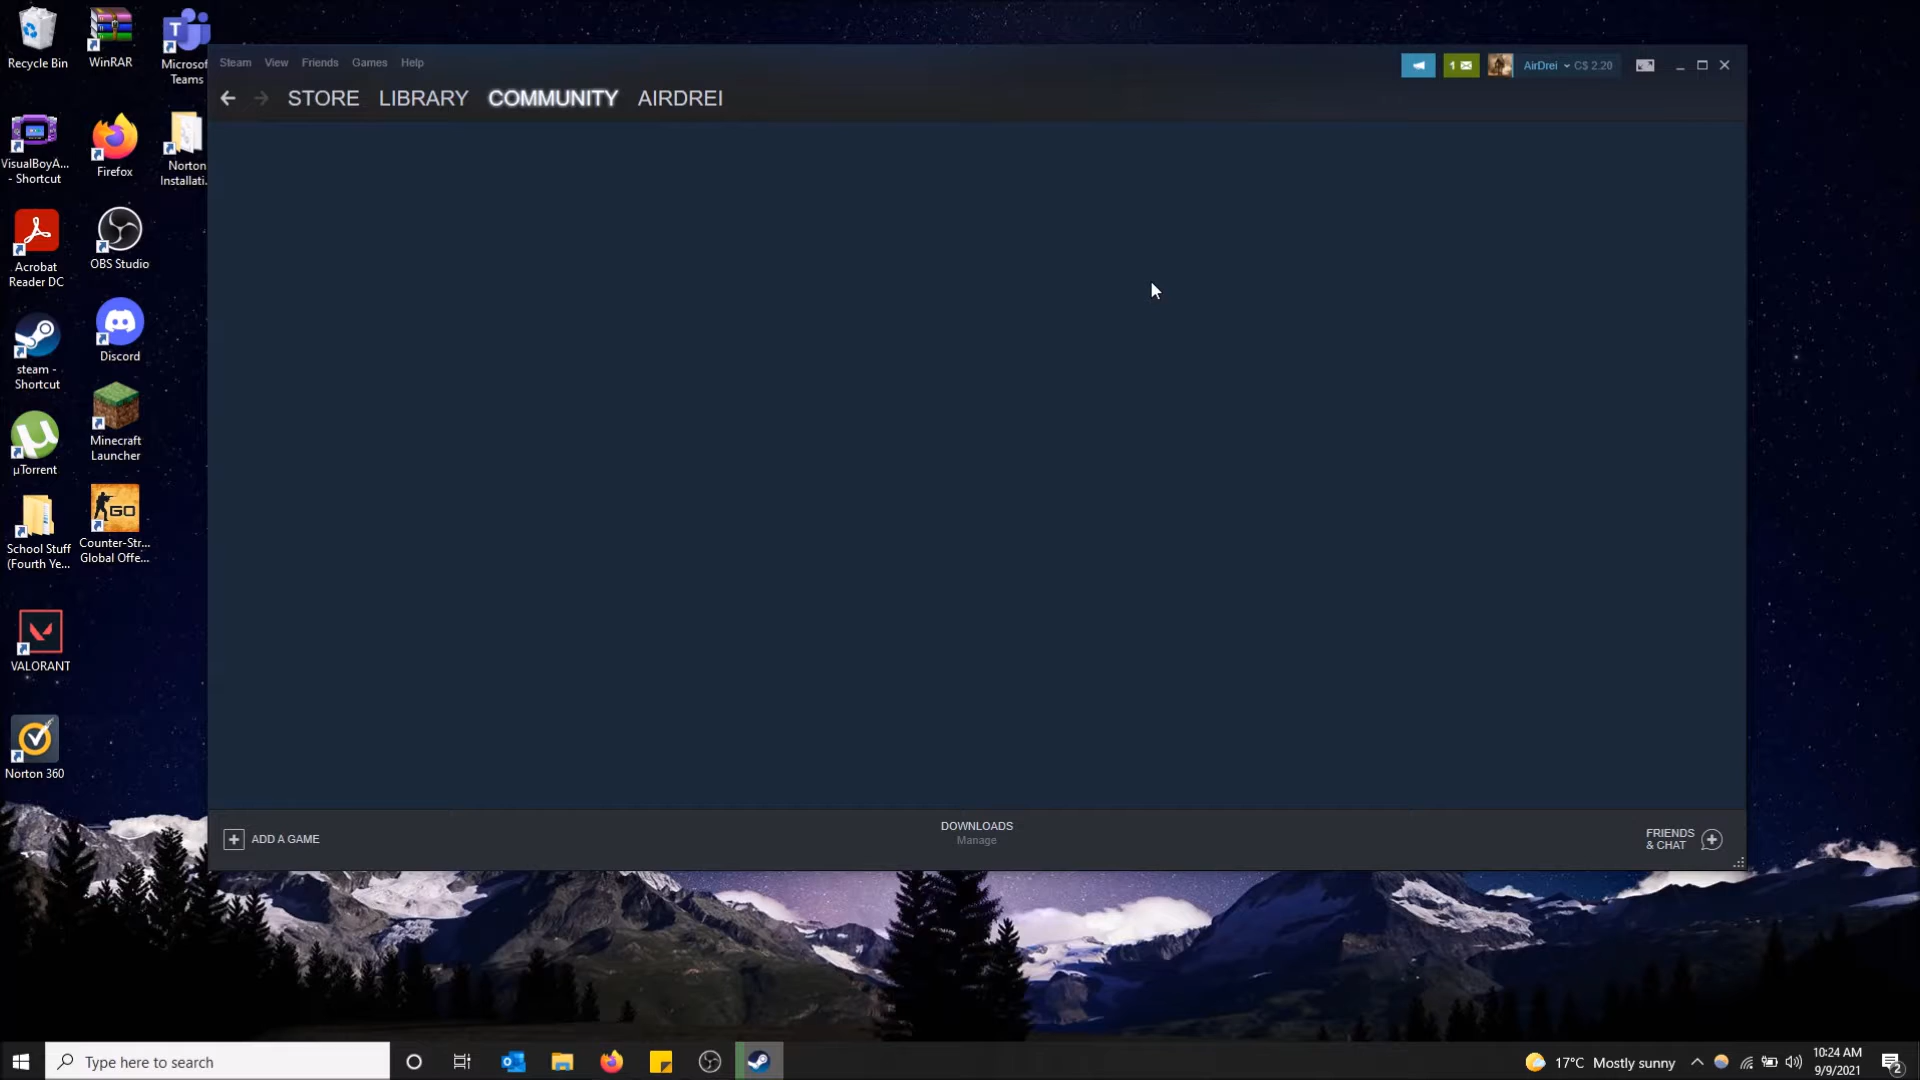 Recycle Bin
WinRAR
Microsof
Teams
VisualBoyA...
- Shortcut
Firefox
Norton
Installati...
Acrobat
Reader DC
OBS Studio
steam -
Shortcut
Discord
µTorrent
Minecraft
Launcher
School Stuff
(Fourth Ye...
GO
Counter-Str...
Global Offe...
VALORANT
Norton 360
Steam View Friends Games Help
1 AirDrei C$ 2.20
STORE LIBRARY COMMUNITY AIRDREI
ADD A GAME
DOWNLOADS
Manage
FRIENDS
& CHAT
Type here to search
17°C Mostly sunny
10:24 AM
9/9/2021
2